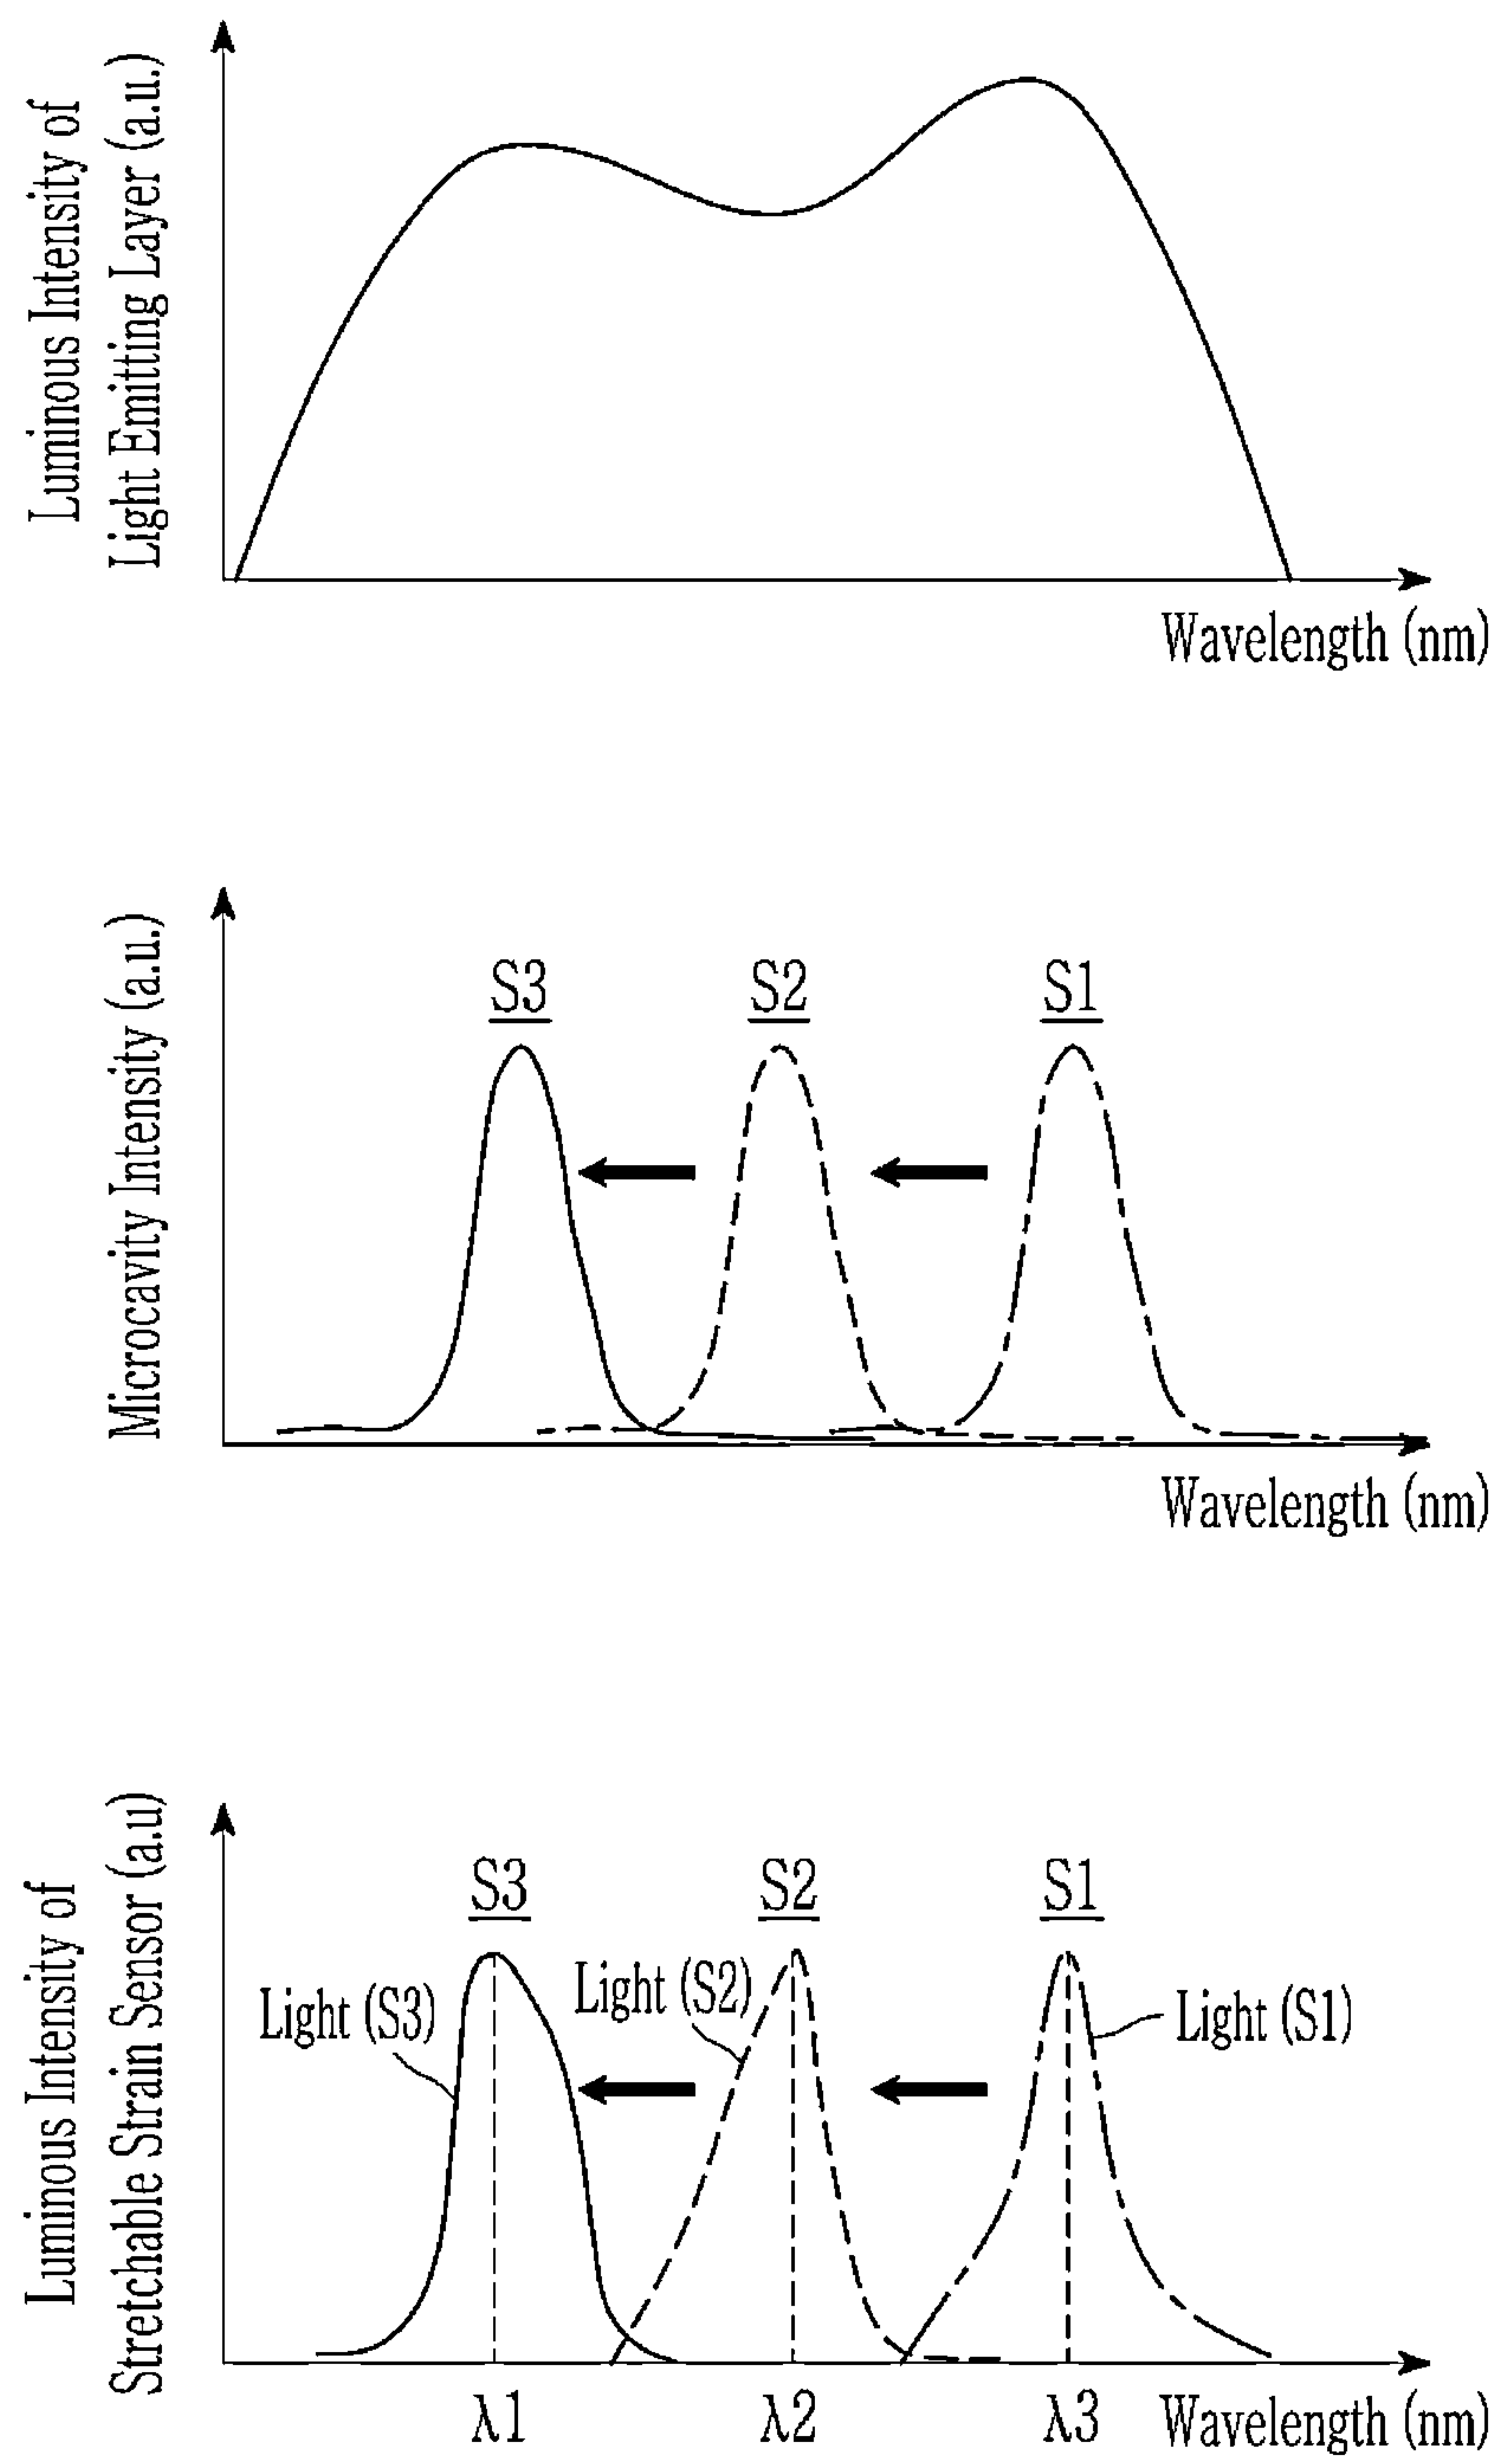 Luminous Intensity of
Light Emitting Layer (a.u.)
Wavelength (nm)
Microcavity Intensity (a.u.)
S3 S2 S1
Wavelength (nm)
Luminous Intensity of
Stretchable Strain Sensor (a.u)
S3 S2 S1
Light (S3) Light (S2) Light (S1)
λ1 λ2 λ3 Wavelength (nm)